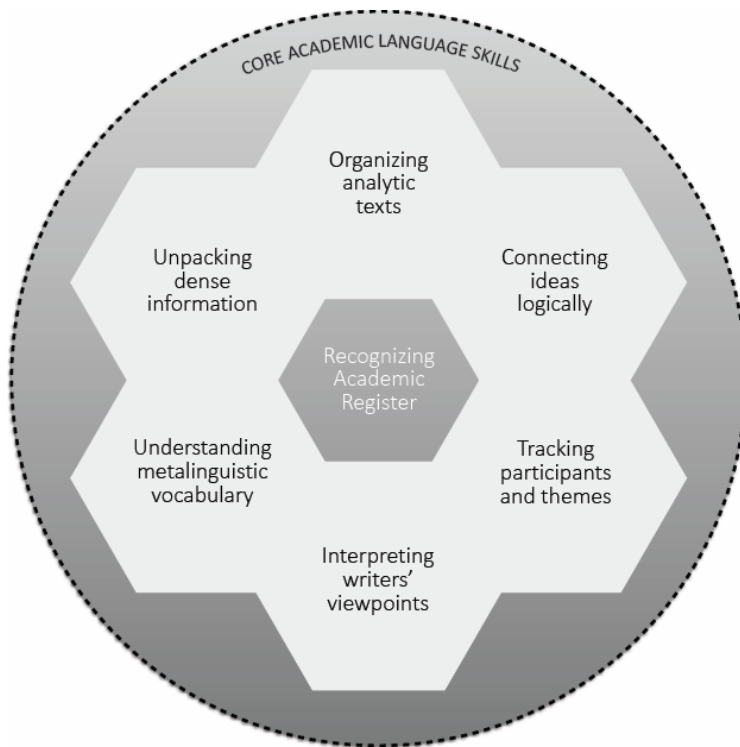 CORE ACADEMIC LANGUAGE SKILLS
Organizing
analytic
texts
Unpacking
dense
information
Connecting
ideas
logically
Recognizing
Academic
Register
Understanding
metalinguistic
vocabulary
Tracking
participants
and themes
Interpreting
writers’
viewpoints